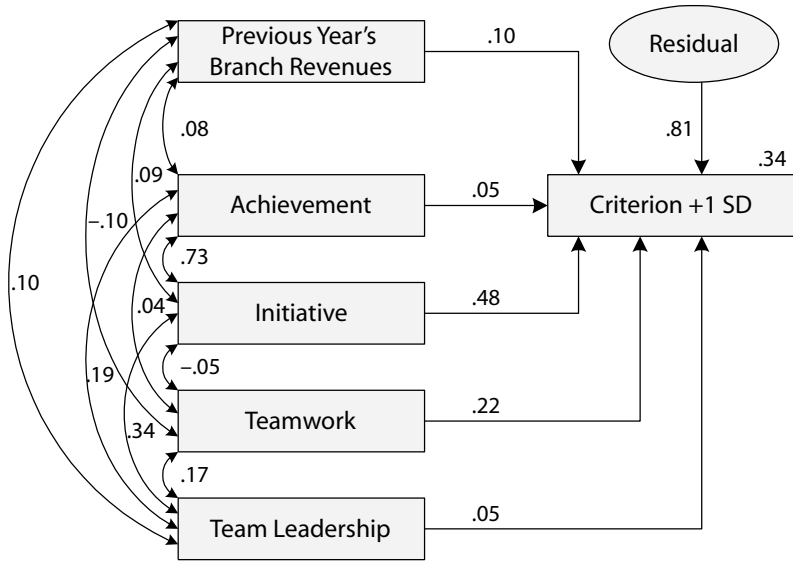 Previous Year's
Branch Revenues
.10
Residual
.08
.81
.34
.09
Achievement
.05
Criterion +1 SD
–.10
.73
.10
.04
Initiative
.48
–.05
.19
.34
Teamwork
.22
.17
Team Leadership
.05